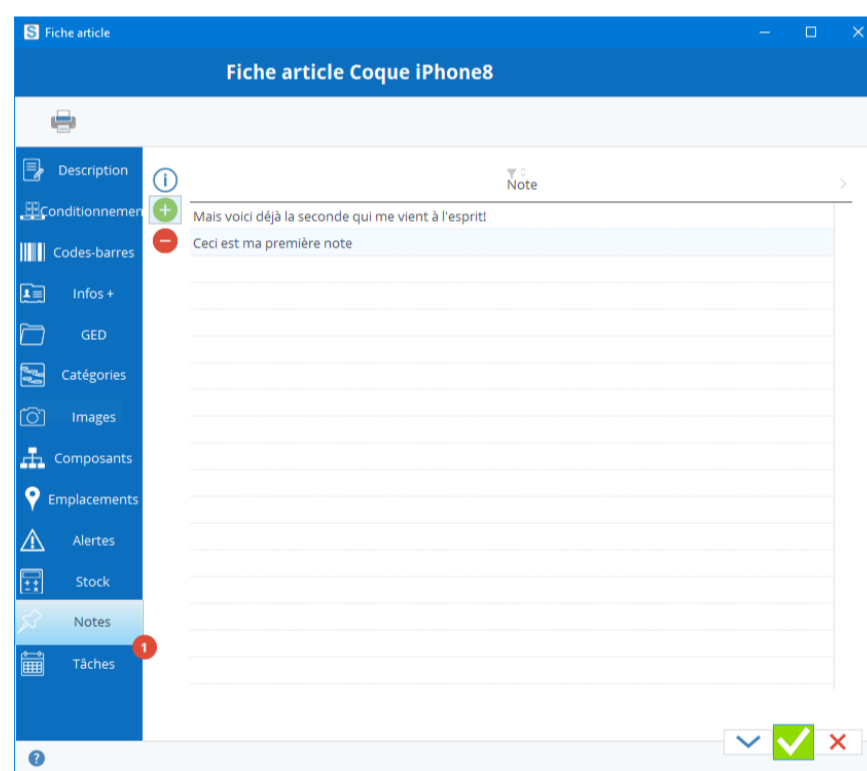 S Fiche article
Fiche article Coque iPhone8
Description
Conditionnemen
Codes-barres
Infos +
GED
Catégories
Images
Composants
Emplacements
Alertes
Stock
Notes
1
Tâches
Note
Mais voici déjà la seconde qui me vient à l'esprit!
Ceci est ma première note